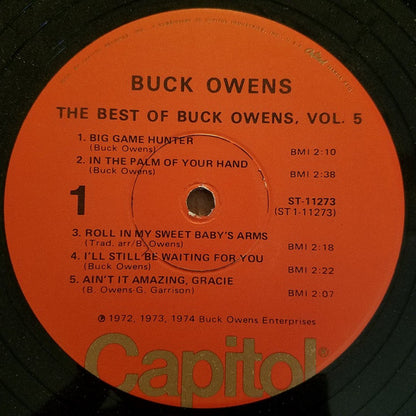 BUCK OWENS
THE BEST OF BUCK OWENS, VOL. 5
1. BIG GAME HUNTER
(Buck Owens) BMI 2:10
2. IN THE PALM OF YOUR HAND
(Buck Owens) BMI 2:38
1 ST-11273
(ST1-11273)
3. ROLL IN MY SWEET BABY'S ARMS
(Trad. arr/B. Owens) BMI 2:18
4. I'LL STILL BE WAITING FOR YOU
(Buck Owens) BMI 2:22
5. AIN'T IT AMAZING, GRACIE
(B. Owens-G. Garrison) BMI 2:07
℗ 1972, 1973, 1974 Buck Owens Enterprises
Capitol®